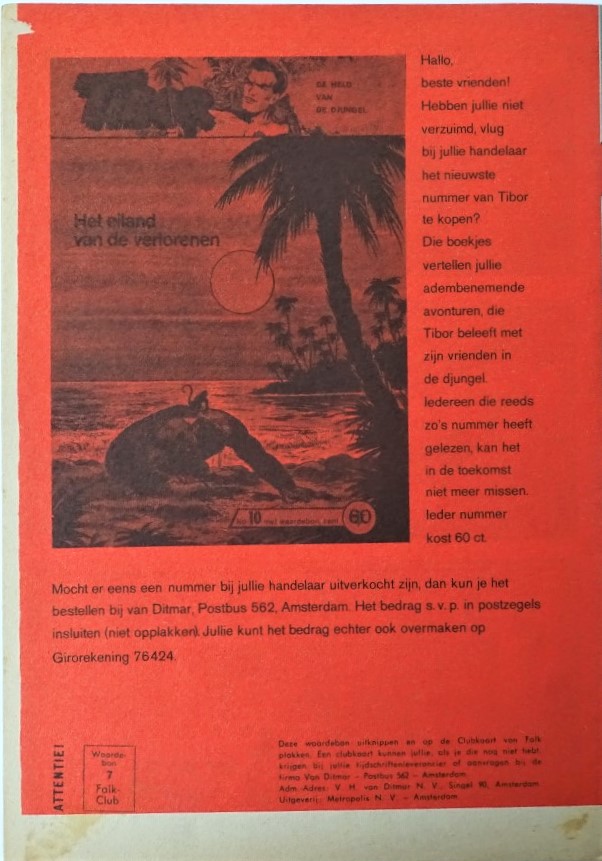 Hallo,
beste vrienden!
Hebben jullie niet
verzuimd, vlug
bij jullie handelaar
het nieuwste
nummer van Tibor
te kopen?
Die boekjes
vertellen jullie
adembenemende
avonturen, die
Tibor beleeft met
zijn vrienden in
de djungel.
Iedereen die reeds
zo's nummer heeft
gelezen, kan het
in de toekomst
niet meer missen.
Ieder nummer
kost 60 ct.
DE HELD
VAN
DE DJUNGEL
Het eiland
van de verlorenen
No 10 met waardebon, cent 60
Mocht er eens een nummer bij jullie handelaar uitverkocht zijn, dan kun je het
bestellen bij van Ditmar, Postbus 562, Amsterdam. Het bedrag s.v.p. in postzegels
insluiten (niet opplakken). Jullie kunt het bedrag echter ook overmaken op
Girorekening 76424.
ATTENTIE!
Waarde-
bon
7
Falk-
Club
Deze waardebon uitknippen en op de Clubkaart van Falk
plakken. Een clubkaart kunnen jullie, als je die nog niet hebt,
krijgen bij jullie tijdschriftenleverancier of aanvragen bij de
firma Van Ditmar - Postbus 562 - Amsterdam.
Adm. Adres: V. H. van Ditmar N. V., Singel 90, Amsterdam
Uitgeverij: Metropolis N. V. - Amsterdam.